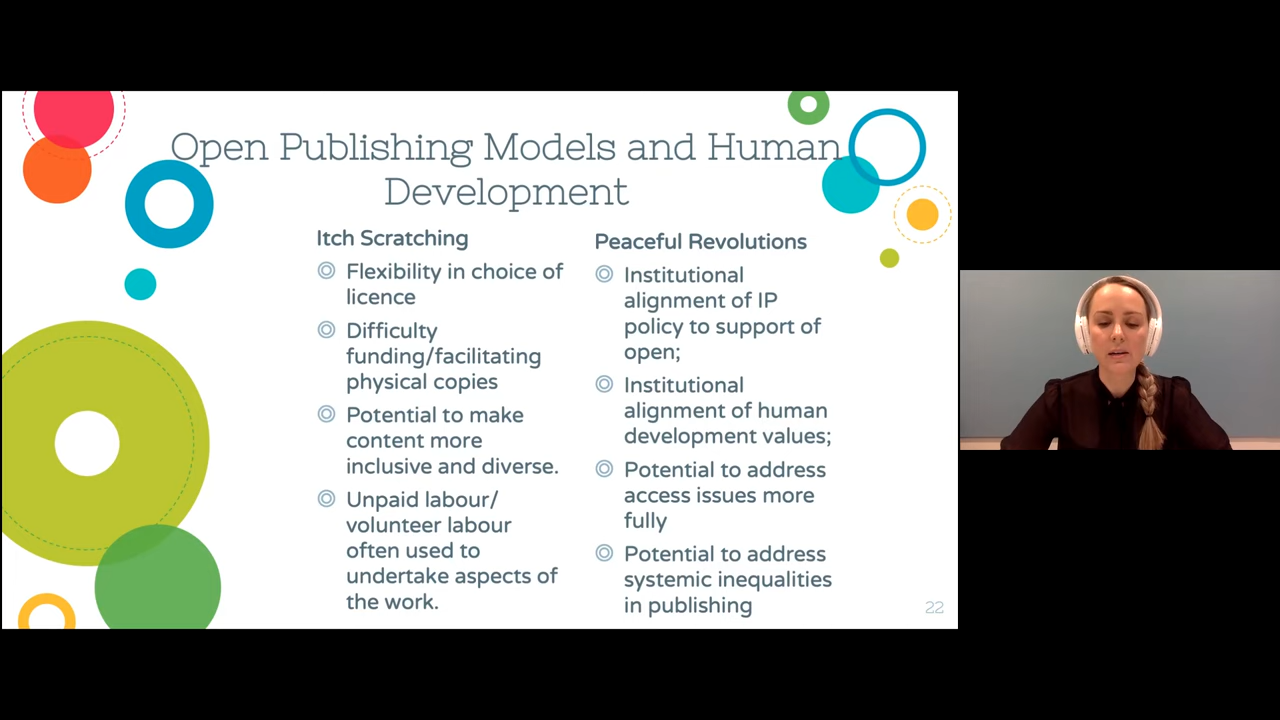 Open Publishing Models and Human
Development
Itch Scratching
Flexibility in choice of
licence
Difficulty
funding/facilitating
physical copies
Potential to make
content more
inclusive and diverse.
Unpaid labour/
volunteer labour
often used to
undertake aspects of
the work.
Peaceful Revolutions
Institutional
alignment of IP
policy to support of
open;
Institutional
alignment of human
development values;
Potential to address
access issues more
fully
Potential to address
systemic inequalities
in publishing
22